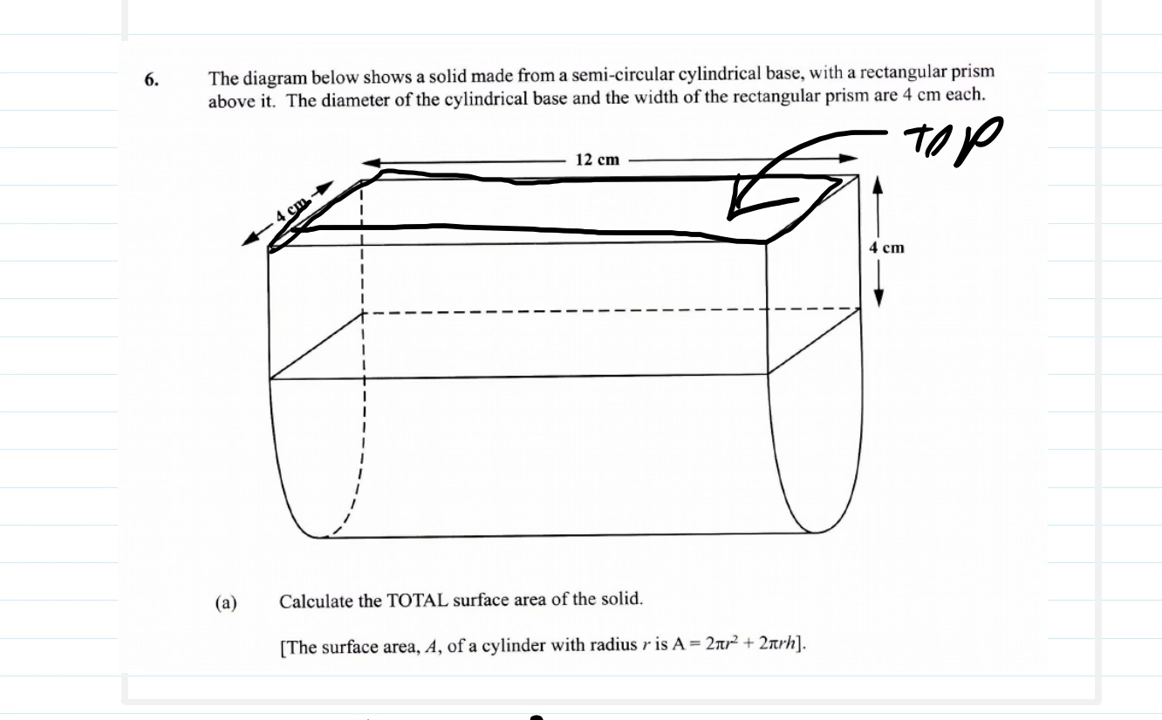 6. The diagram below shows a solid made from a semi-circular cylindrical base, with a rectangular prism
above it. The diameter of the cylindrical base and the width of the rectangular prism are 4 cm each.
TOP
12 cm
4 cm
4 cm
(a) Calculate the TOTAL surface area of the solid.
[The surface area, A, of a cylinder with radius r is A = 2πr² + 2πrh].